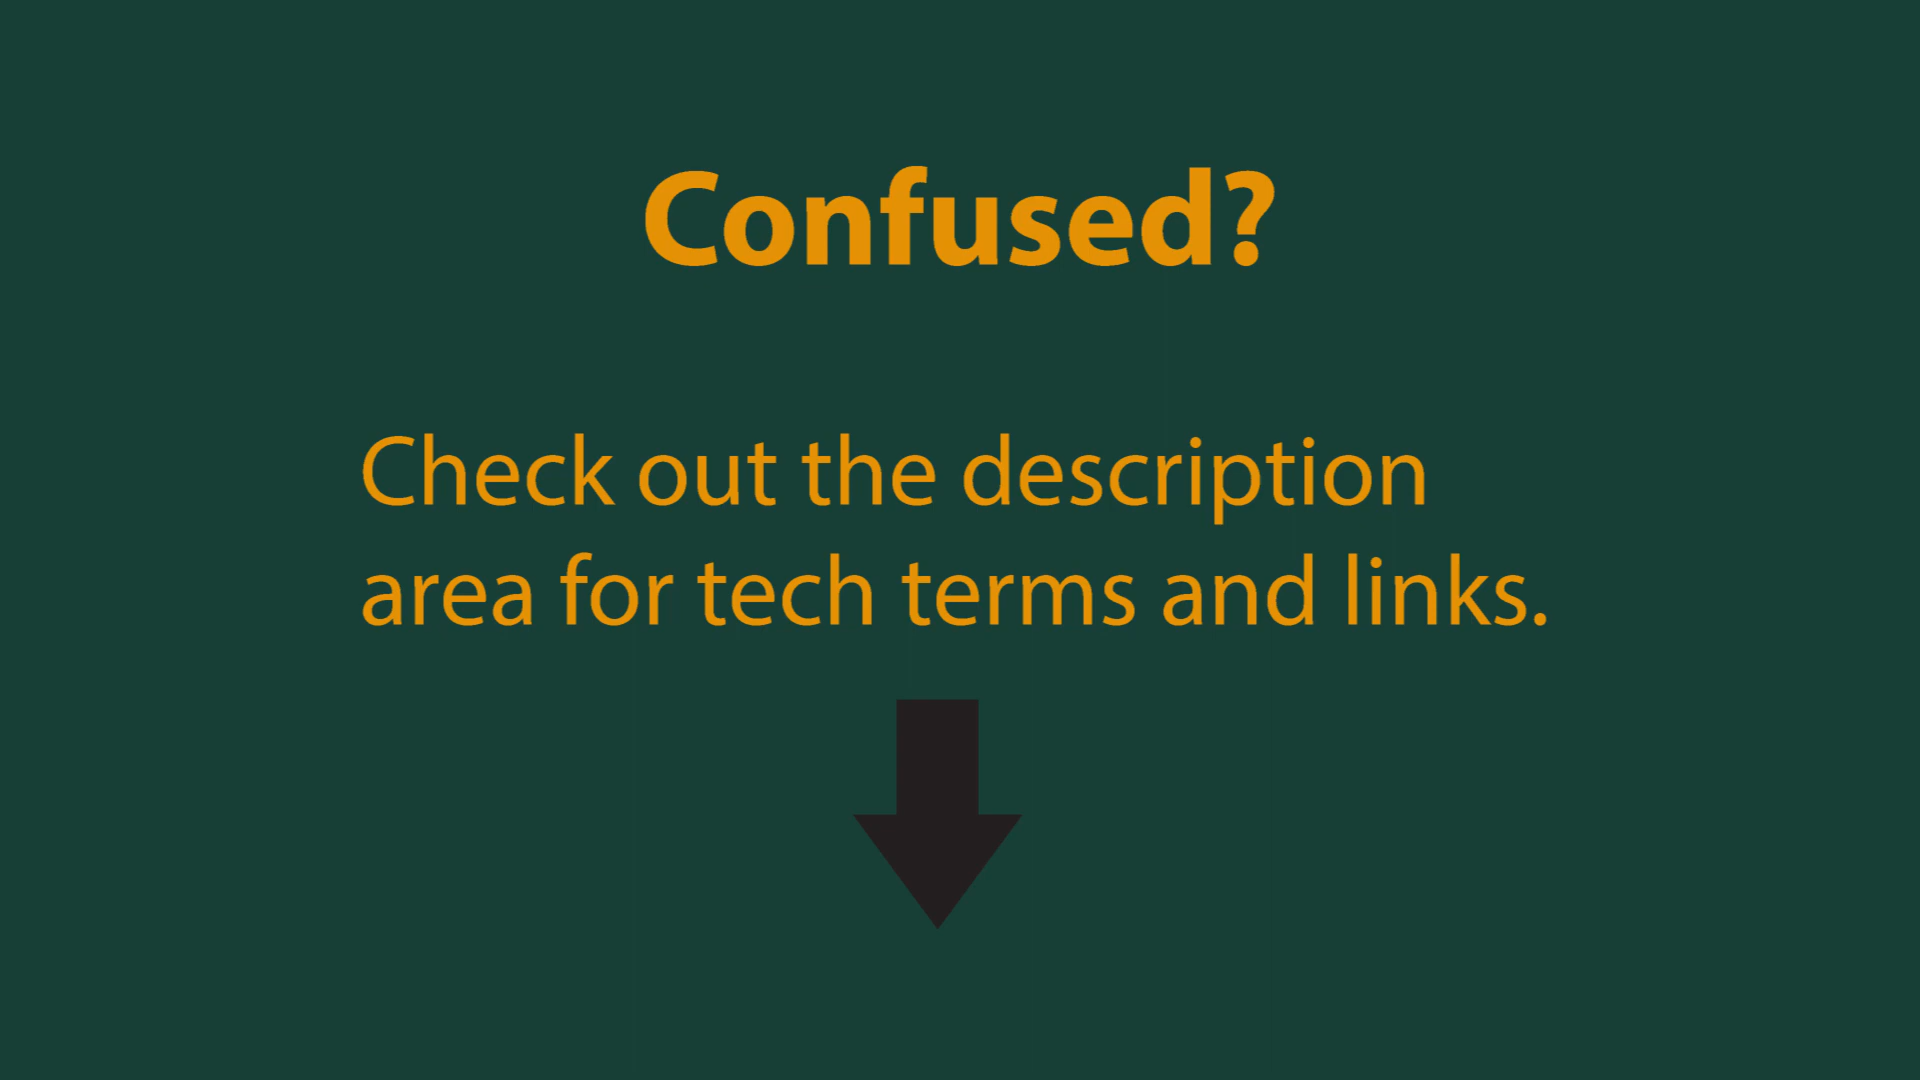 Confused?
Check out the description
area for tech terms and links.